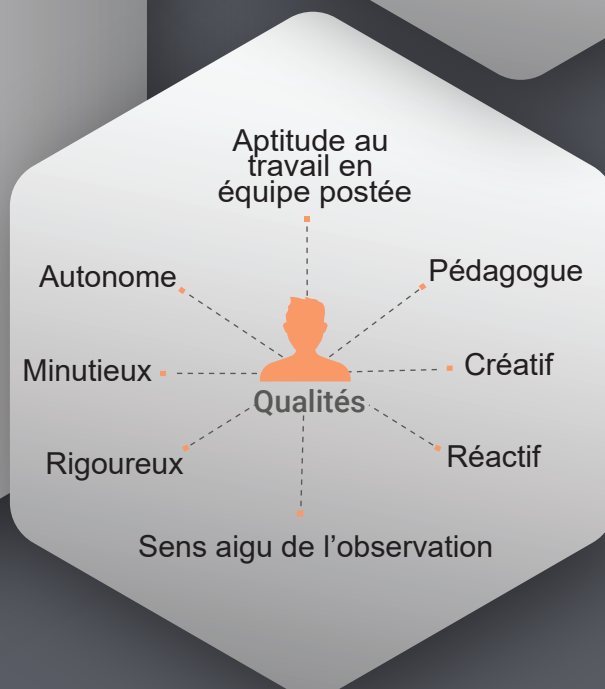 Aptitude au
travail en
équipe postée
Autonome
Pédagogue
Minutieux
Créatif
Qualités
Rigoureux
Réactif
Sens aigu de l’observation